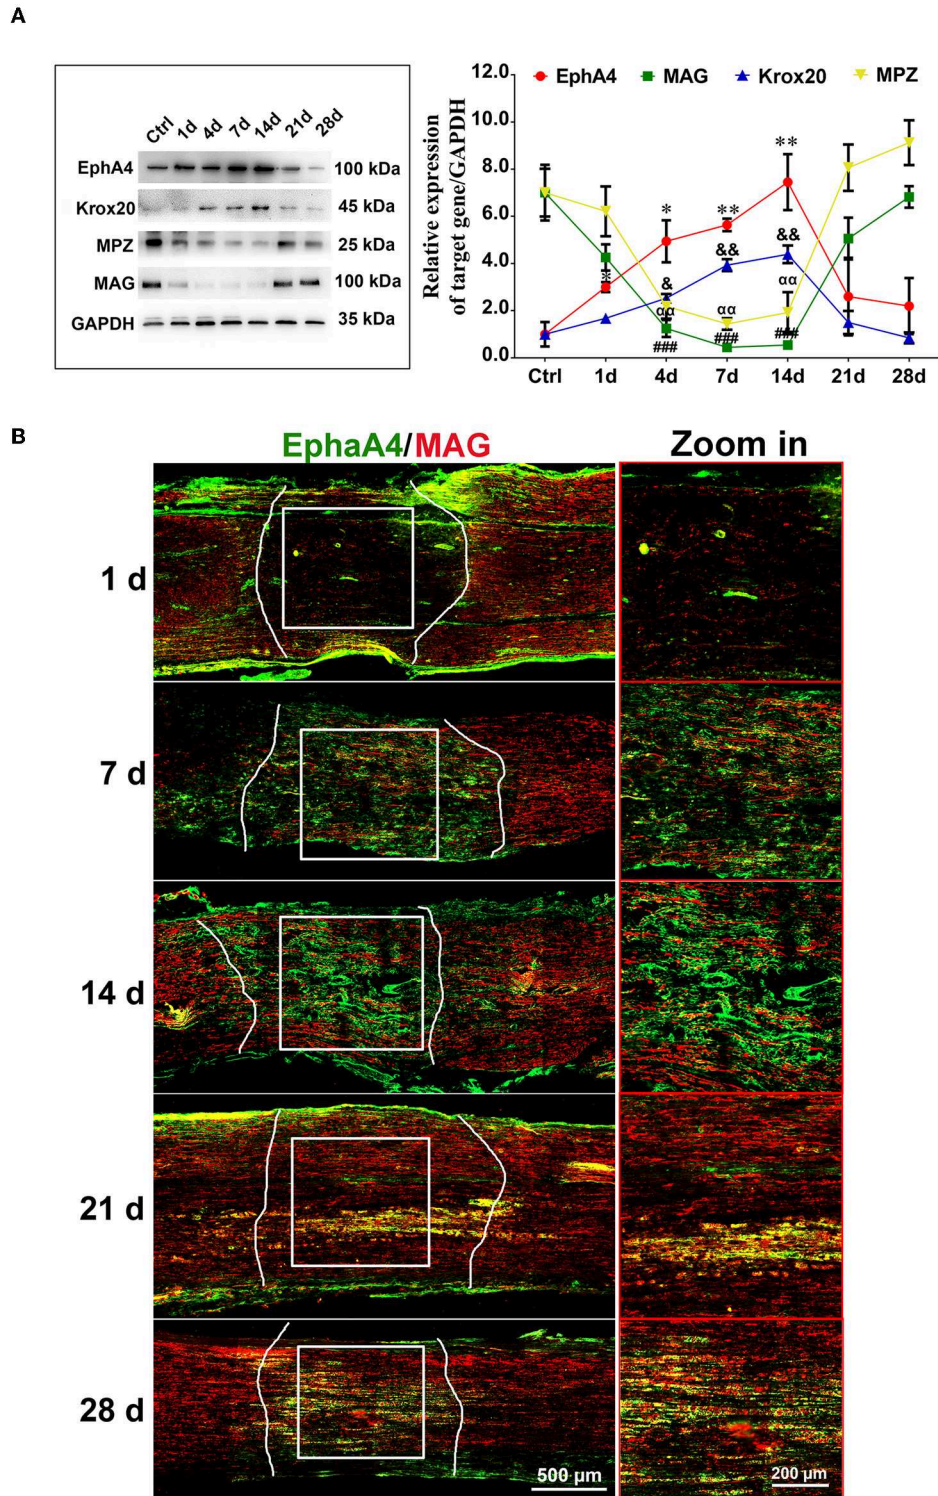 A
Ctrl 1d 4d 7d 14d 21d 28d
EphA4 100 kDa
Krox20 45 kDa
MPZ 25 kDa
MAG 100 kDa
GAPDH 35 kDa
Relative expression
of target gene/GAPDH
EphA4 MAG Krox20 MPZ
12.0
10.0
8.0
6.0
4.0
2.0
0.0
**
* **
&& &&
*
&
αα αα αα
### ### ###
Ctrl 1d 4d 7d 14d 21d 28d
B
EphaA4/MAG Zoom in
1 d
7 d
14 d
21 d
28 d
500 µm 200 µm